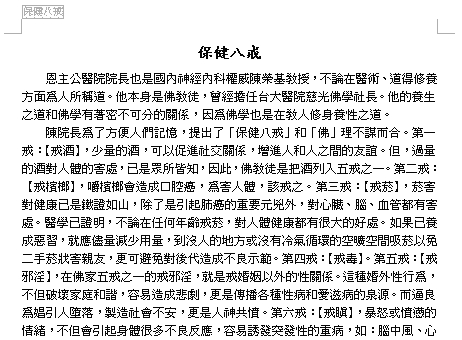 保健八戒
保健八戒
恩主公醫院院長也是國內神經內科權威陳榮基教授，不論在醫術、道得修養
方面為人所稱道。他本身是佛教徒，曾經擔任台大醫院慈光佛學社長。他的養生
之道和佛學有著密不可分的關係，因為佛學也是在教人修身養性之道。
陳院長為了方便人們記憶，提出了「保健八戒」和「佛」理不謀而合。第一
戒：【戒酒】，少量的酒，可以促進社交關係，增進人和人之間的友誼。但，過量
的酒對人體的害處，已是眾所皆知，因此，佛教徒是把酒列入五戒之一。第二戒：
【戒檳榔】，嚼檳榔會造成口腔癌，為害人體，該戒之。第三戒：【戒菸】，菸害
對健康已是鐵證如山，除了是引起肺癌的重要元兇外，對心臟、腦、血管都有害
處。醫學已證明，不論在任何年齡戒菸，對人體健康都有很大的好處。如果已養
成惡習，就應儘量減少用量，到沒人的地方或沒有冷氣循環的空曠空間吸菸以免
二手菸狀害親友，更可避免對後代造成不良示範。第四戒：【戒毒】。第五戒：【戒
邪淫】，在佛家五戒之一的戒邪淫，就是戒婚姻以外的性關係。這種婚外性行為，
不但破壞家庭和諧，容易造成悲劇，更是傳播各種性病和愛滋病的泉源。而逼良
為娼引人墮落，製造社會不安，更是人神共憤。第六戒：【戒瞋】，暴怒或憤懣的
情緒，不但會引起身體很多不良反應，容易誘發突發性的重病，如：腦中風、心